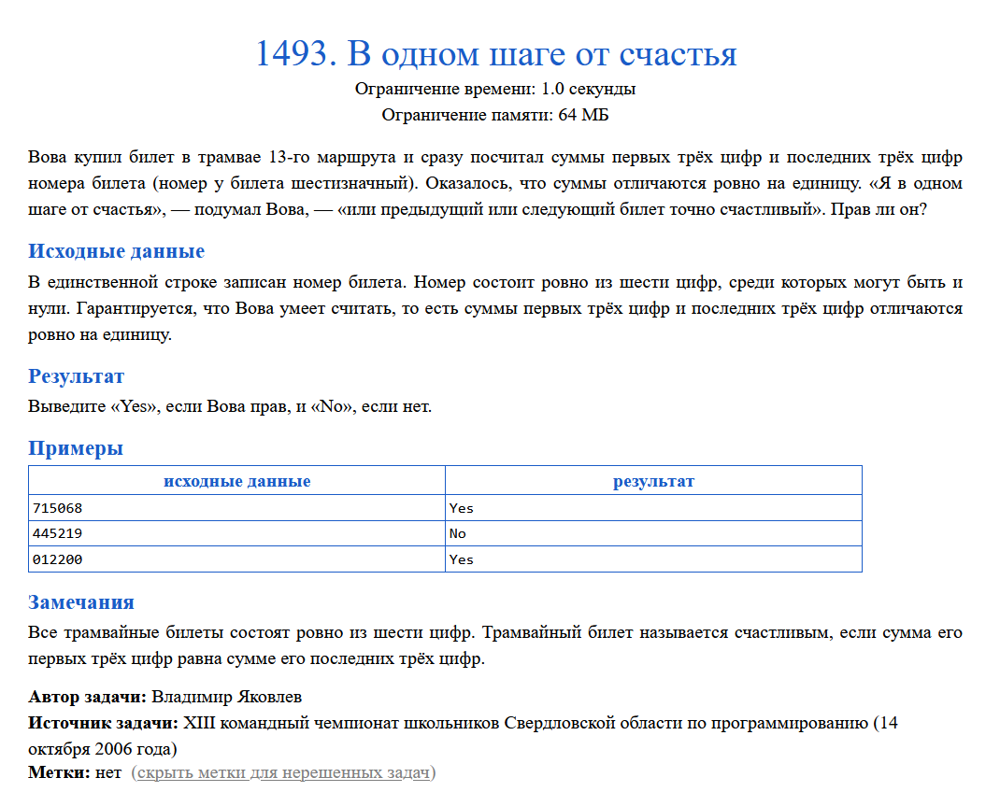 1493. В одном шаге от счастья
Ограничение времени: 1.0 секунды
Ограничение памяти: 64 МБ
Вова купил билет в трамвае 13-го маршрута и сразу посчитал суммы первых трёх цифр и последних трёх цифр
номера билета (номер у билета шестизначный). Оказалось, что суммы отличаются ровно на единицу. «Я в одном
шаге от счастья», — подумал Вова, — «или предыдущий или следующий билет точно счастливый». Прав ли он?
Исходные данные
В единственной строке записан номер билета. Номер состоит ровно из шести цифр, среди которых могут быть и
нули. Гарантируется, что Вова умеет считать, то есть суммы первых трёх цифр и последних трёх цифр отличаются
ровно на единицу.
Результат
Выведите «Yes», если Вова прав, и «No», если нет.
Примеры
исходные данные результат
715068 Yes
445219 No
012200 Yes
Замечания
Все трамвайные билеты состоят ровно из шести цифр. Трамвайный билет называется счастливым, если сумма его
первых трёх цифр равна сумме его последних трёх цифр.
Автор задачи: Владимир Яковлев
Источник задачи: XIII командный чемпионат школьников Свердловской области по программированию (14
октября 2006 года)
Метки: нет (скрыть метки для нерешенных задач)